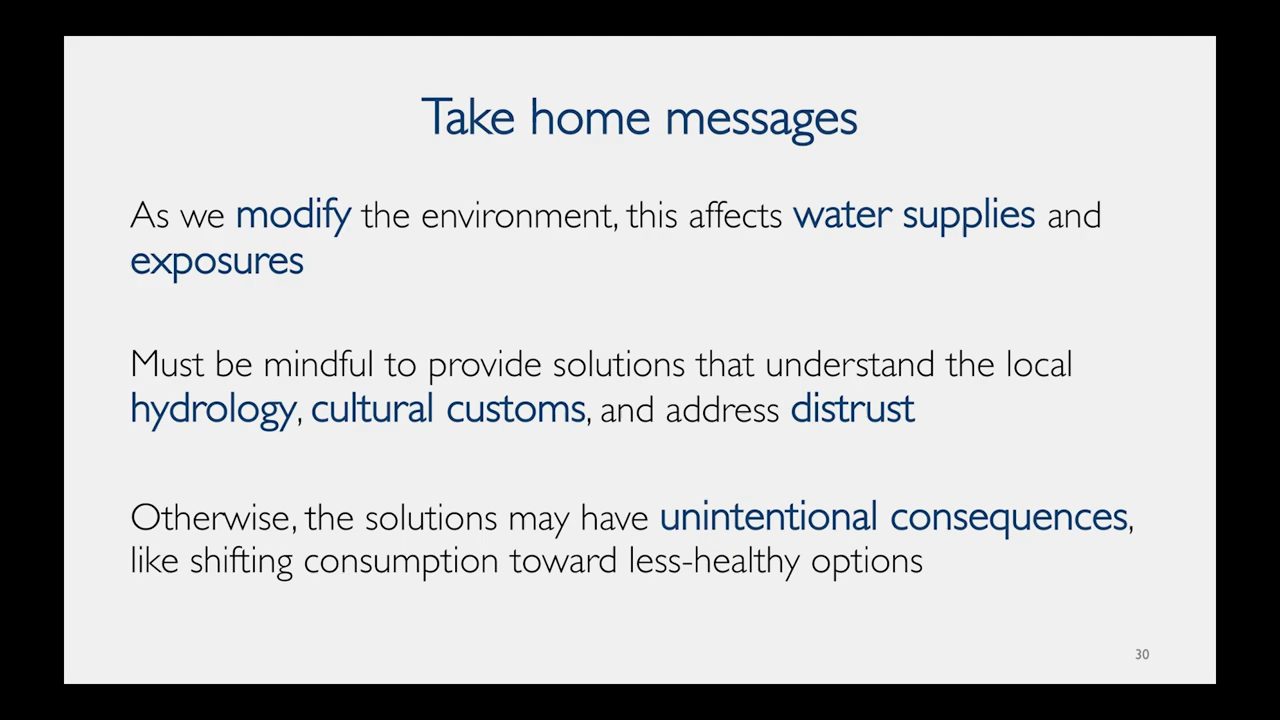 Take home messages
As we modify the environment, this affects water supplies and
exposures
Must be mindful to provide solutions that understand the local
hydrology, cultural customs, and address distrust
Otherwise, the solutions may have unintentional consequences,
like shifting consumption toward less-healthy options
30